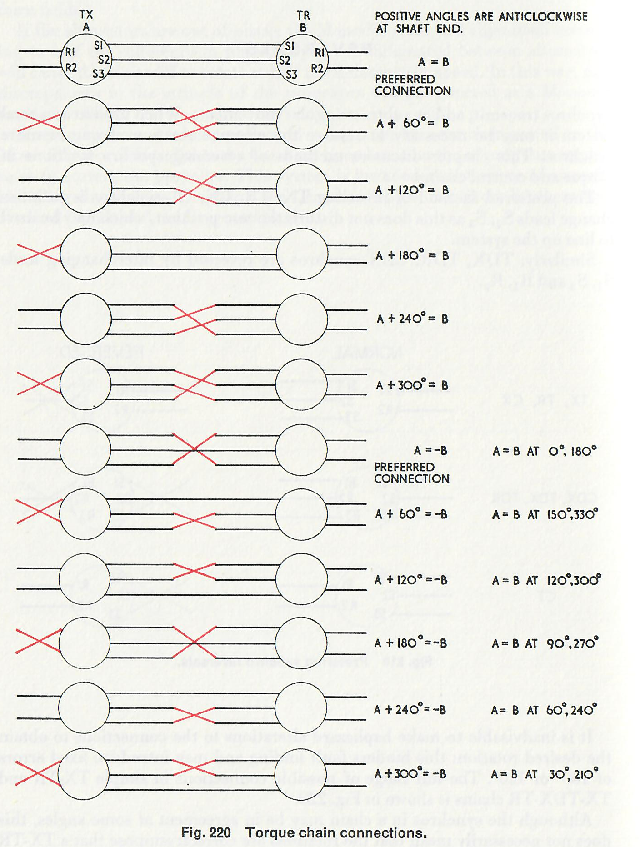 TX
A
TR
B
POSITIVE ANGLES ARE ANTICLOCKWISE
AT SHAFT END.
R1
R2
S1
S2
S3
S1
S2
S3
R1
R2
A = B
PREFERRED
CONNECTION
A + 60° = B
A + 120° = B
A + 180° = B
A + 240° = B
A + 300° = B
A = -B A = B AT 0°, 180°
PREFERRED
CONNECTION
A + 60° = -B A = B AT 150°, 330°
A + 120° = -B A = B AT 120°, 300°
A + 180° = -B A = B AT 90°, 270°
A + 240° = -B A = B AT 60°, 240°
A + 300° = -B A = B AT 30°, 210°
Fig. 220 Torque chain connections.